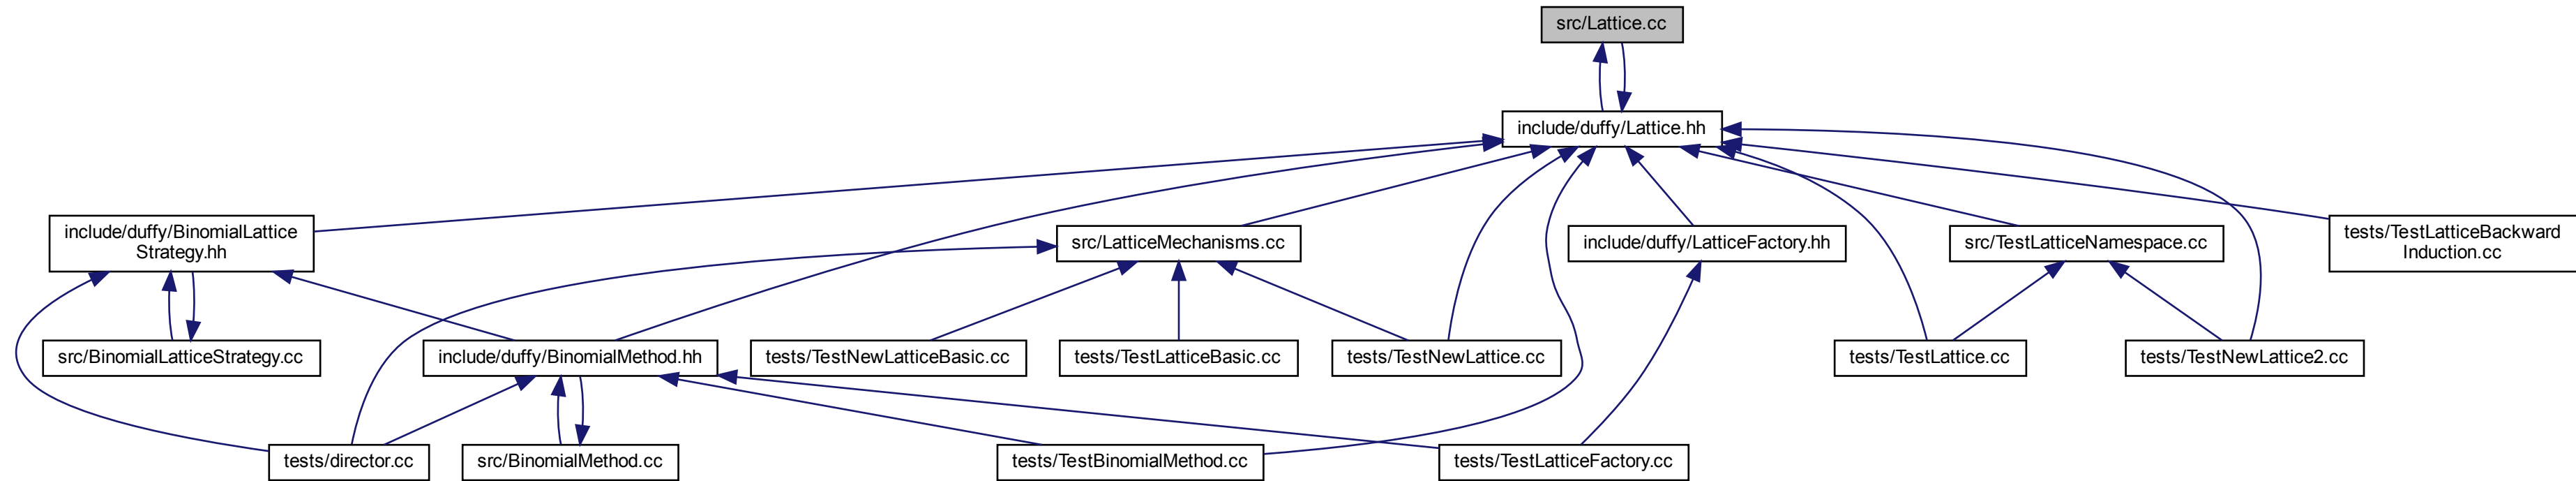 src/Lattice.cc
include/duffy/Lattice.hh
include/duffy/BinomialLattice
Strategy.hh
src/LatticeMechanisms.cc
include/duffy/LatticeFactory.hh
src/TestLatticeNamespace.cc
tests/TestLatticeBackward
Induction.cc
src/BinomialLatticeStrategy.cc
include/duffy/BinomialMethod.hh
tests/TestNewLatticeBasic.cc
tests/TestLatticeBasic.cc
tests/TestNewLattice.cc
tests/TestLattice.cc
tests/TestNewLattice2.cc
tests/director.cc
src/BinomialMethod.cc
tests/TestBinomialMethod.cc
tests/TestLatticeFactory.cc